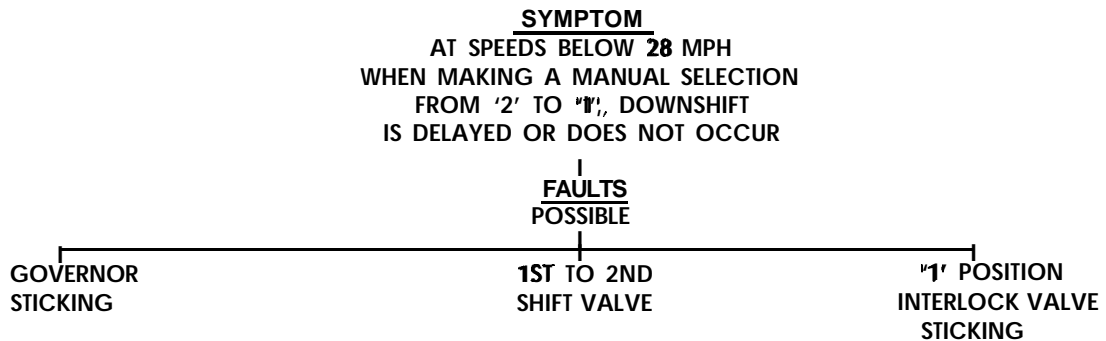 SYMPTOM
AT SPEEDS BELOW 28 MPH
WHEN MAKING A MANUAL SELECTION
FROM '2' TO "1",, DOWNSHIFT
IS DELAYED OR DOES NOT OCCUR
FAULTS
POSSIBLE
GOVERNOR
STICKING
1ST TO 2ND
SHIFT VALVE
"1' POSITION
INTERLOCK VALVE
STICKING